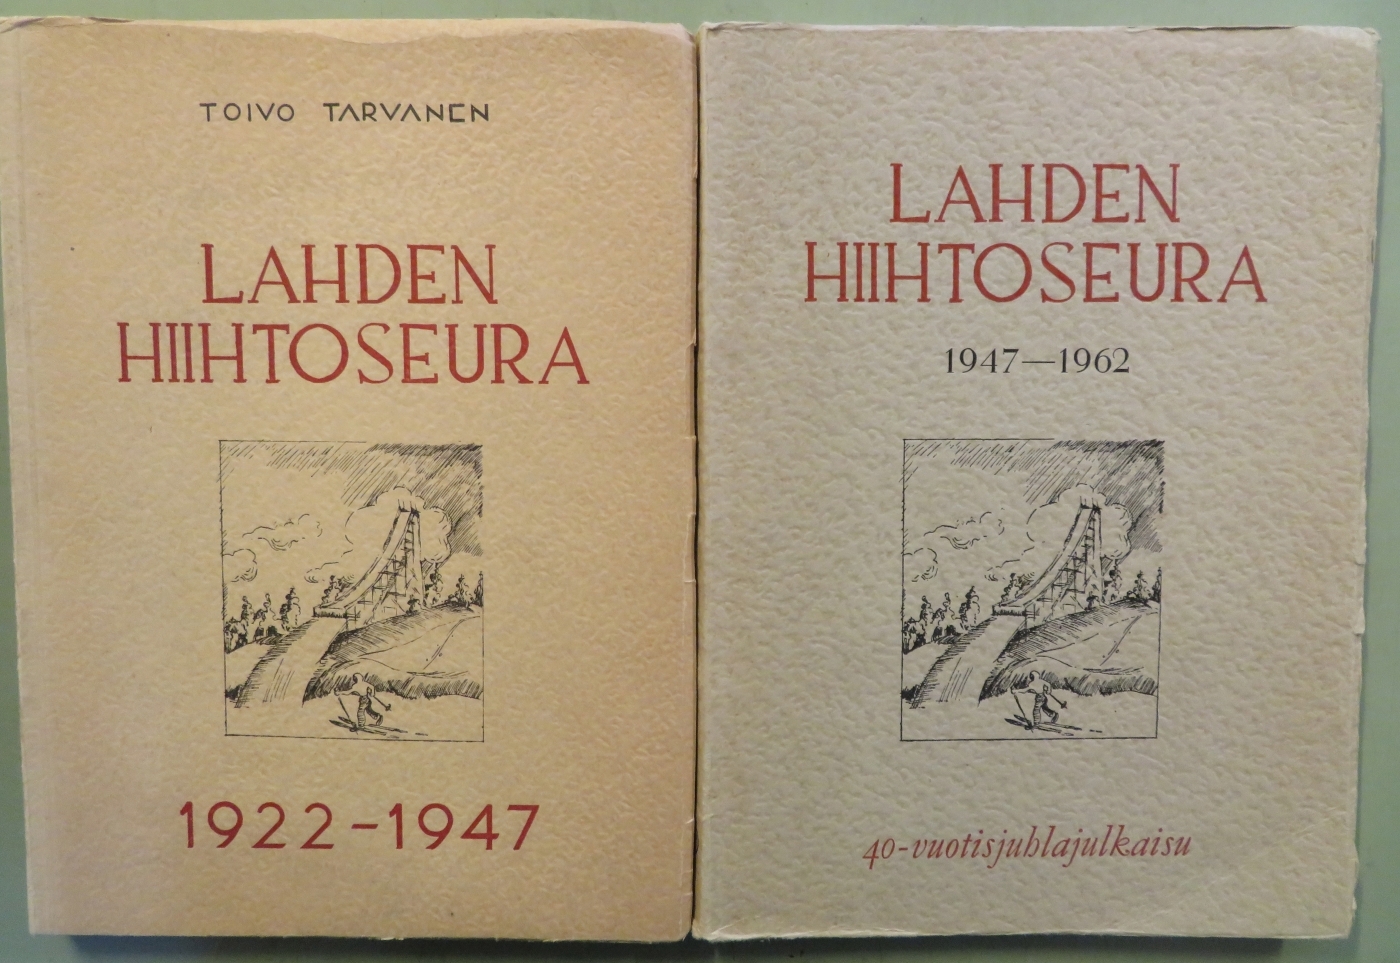 TOIVO TARVANEN
LAHDEN
HIIHTOSEURA
1922-1947
LAHDEN
HIIHTOSEURA
1947—1962
40-vuotisjuhlajulkaisu